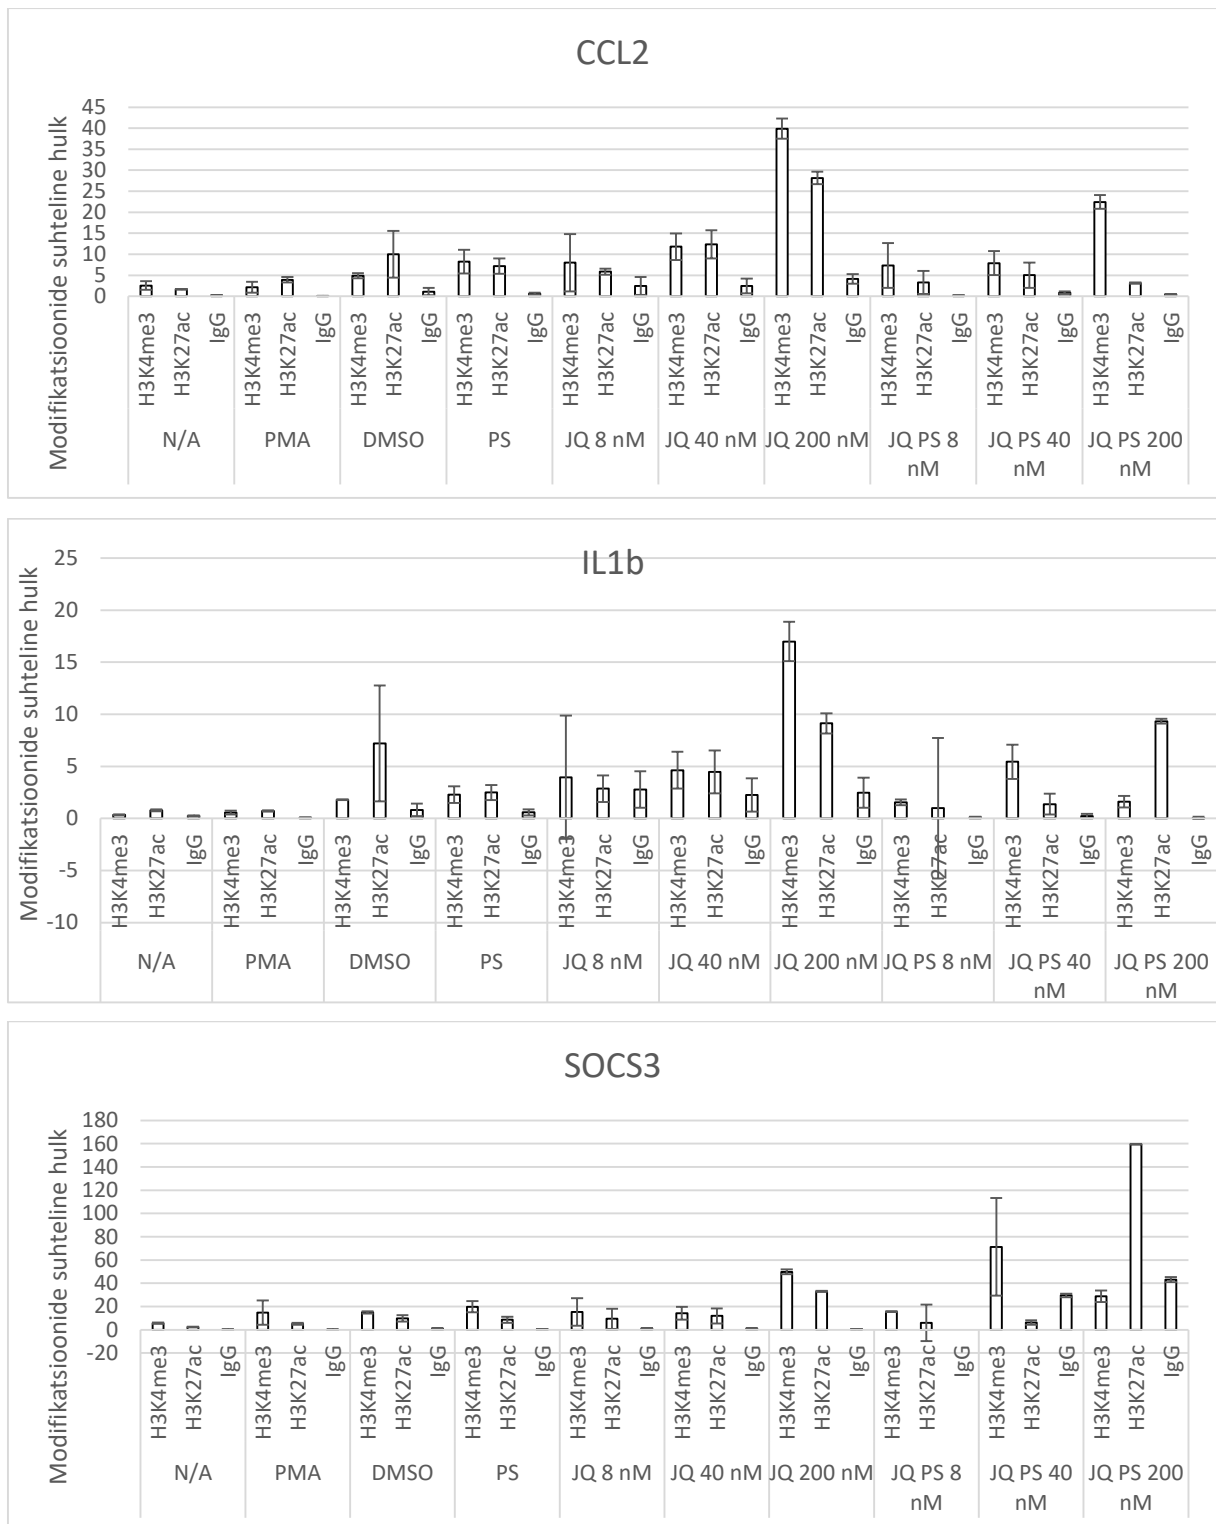 CCL2
Modifikatsioonide suhteline hulk
45
40
35
30
25
20
15
10
5
0
H3K4me3 H3K27ac IgG H3K4me3 H3K27ac IgG H3K4me3 H3K27ac IgG H3K4me3 H3K27ac IgG H3K4me3 H3K27ac IgG H3K4me3 H3K27ac IgG H3K4me3 H3K27ac IgG H3K4me3 H3K27ac IgG H3K4me3 H3K27ac IgG H3K4me3 H3K27ac IgG
N/A PMA DMSO PS JQ 8 nM JQ 40 nM JQ 200 nM JQ PS 8 JQ PS 40 JQ PS 200
nM nM nM
IL1b
Modifikatsioonide suhteline hulk
25
20
15
10
5
0
-5
-10
H3K4me3 H3K27ac IgG H3K4me3 H3K27ac IgG H3K4me3 H3K27ac IgG H3K4me3 H3K27ac IgG H3K4me3 H3K27ac IgG H3K4me3 H3K27ac IgG H3K4me3 H3K27ac IgG H3K4me3 H3K27ac IgG H3K4me3 H3K27ac IgG H3K4me3 H3K27ac IgG
N/A PMA DMSO PS JQ 8 nM JQ 40 nM JQ 200 nM JQ PS 8 nM JQ PS 40 JQ PS 200
nM nM
SOCS3
Modifikatsioonide suhteline hulk
180
160
140
120
100
80
60
40
20
0
-20
H3K4me3 H3K27ac IgG H3K4me3 H3K27ac IgG H3K4me3 H3K27ac IgG H3K4me3 H3K27ac IgG H3K4me3 H3K27ac IgG H3K4me3 H3K27ac IgG H3K4me3 H3K27ac IgG H3K4me3 H3K27ac IgG H3K4me3 H3K27ac IgG H3K4me3 H3K27ac IgG
N/A PMA DMSO PS JQ 8 nM JQ 40 nM JQ 200 nM JQ PS 8 JQ PS 40 JQ PS 200
nM nM nM